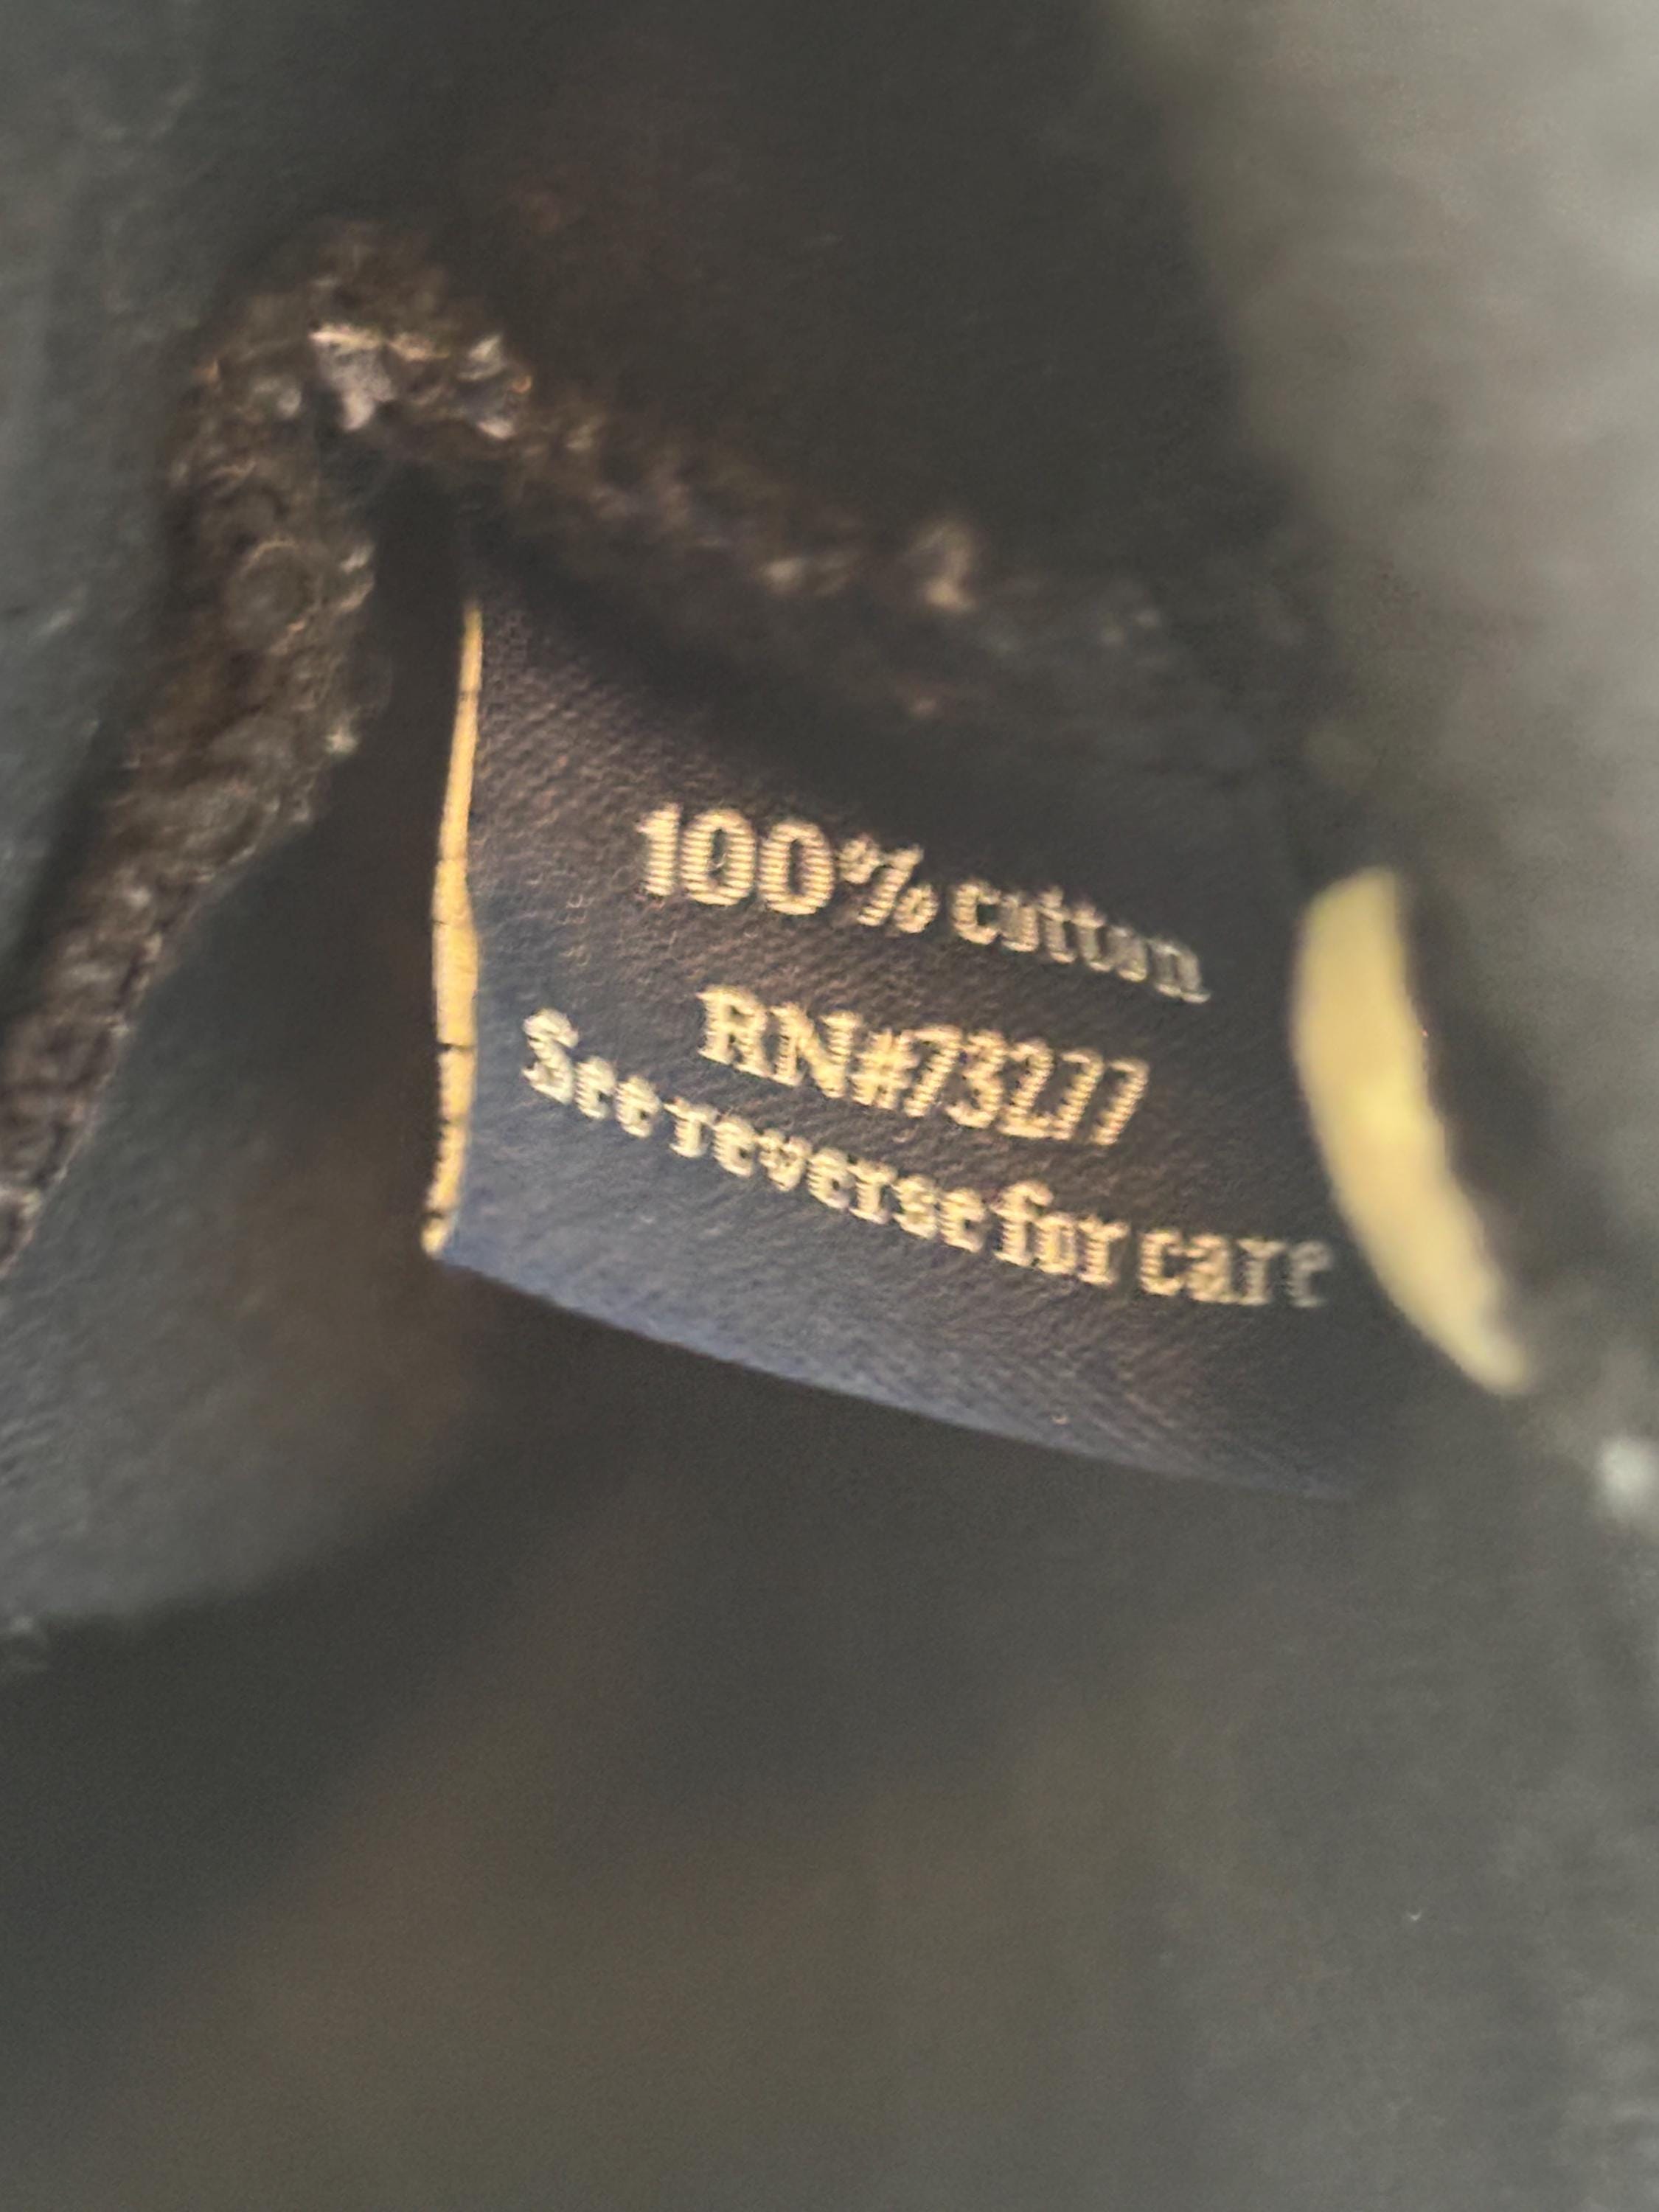 100% cotton
RN#73277
See reverse for care